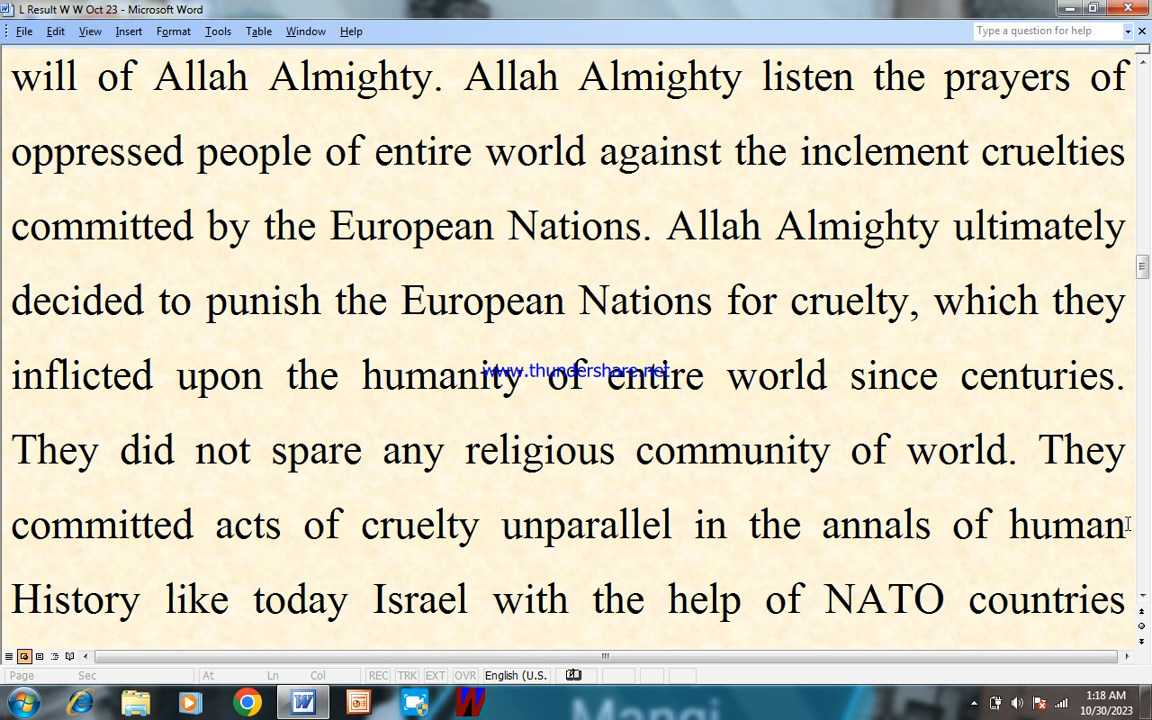 L Result W W Oct 23 - Microsoft Word
File Edit View Insert Format Tools Table Window Help
Type a question for help
will of Allah Almighty. Allah Almighty listen the prayers of
oppressed people of entire world against the inclement cruelties
committed by the European Nations. Allah Almighty ultimately
decided to punish the European Nations for cruelty, which they
inflicted upon the humanity of entire world since centuries.
www.thundershare.net
They did not spare any religious community of world. They
committed acts of cruelty unparallel in the annals of human
History like today Israel with the help of NATO countries
Page Sec At Ln Col REC TRK EXT OVR English (U.S.
1:18 AM
10/30/2023